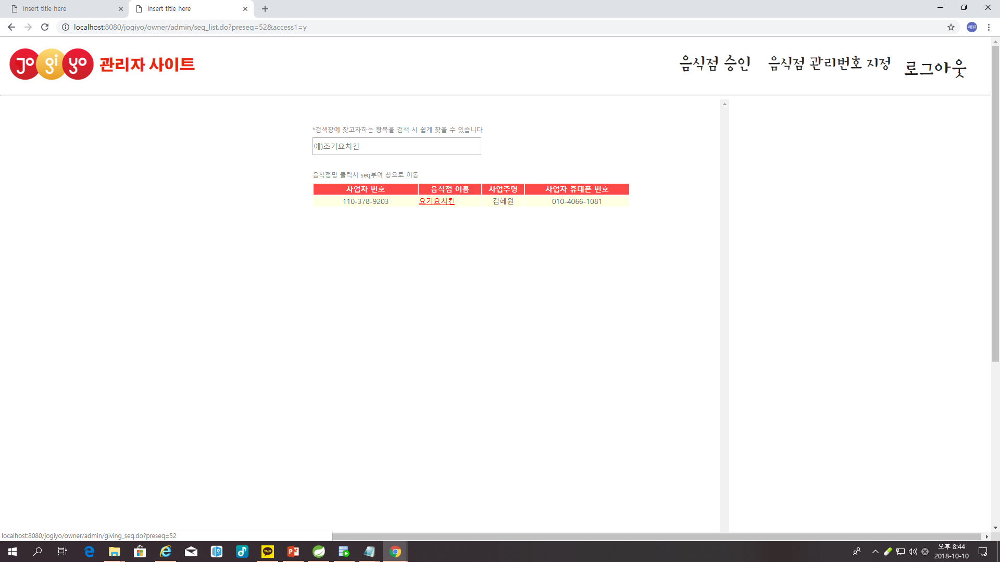 Insert title here
Insert title here
localhost:8080/jogiyo/owner/admin/seq_list.do?preseq=52&access1=y
혜원
jo gi yo 관리자 사이트
음식점 승인 음식점 관리번호 지정 로그아웃
*검색창에 찾고자하는 항목을 검색 시 쉽게 찾을 수 있습니다
예)조기요치킨
음식점명 클릭시 seq부여 창으로 이동
사업자 번호 음식점 이름 사업주명 사업자 휴대폰 번호
110-378-9203 요기요치킨 김혜원 010-4066-1081
localhost:8080/jogiyo/owner/admin/giving_seq.do?preseq=52
TALK
오후 8:44
2018-10-10